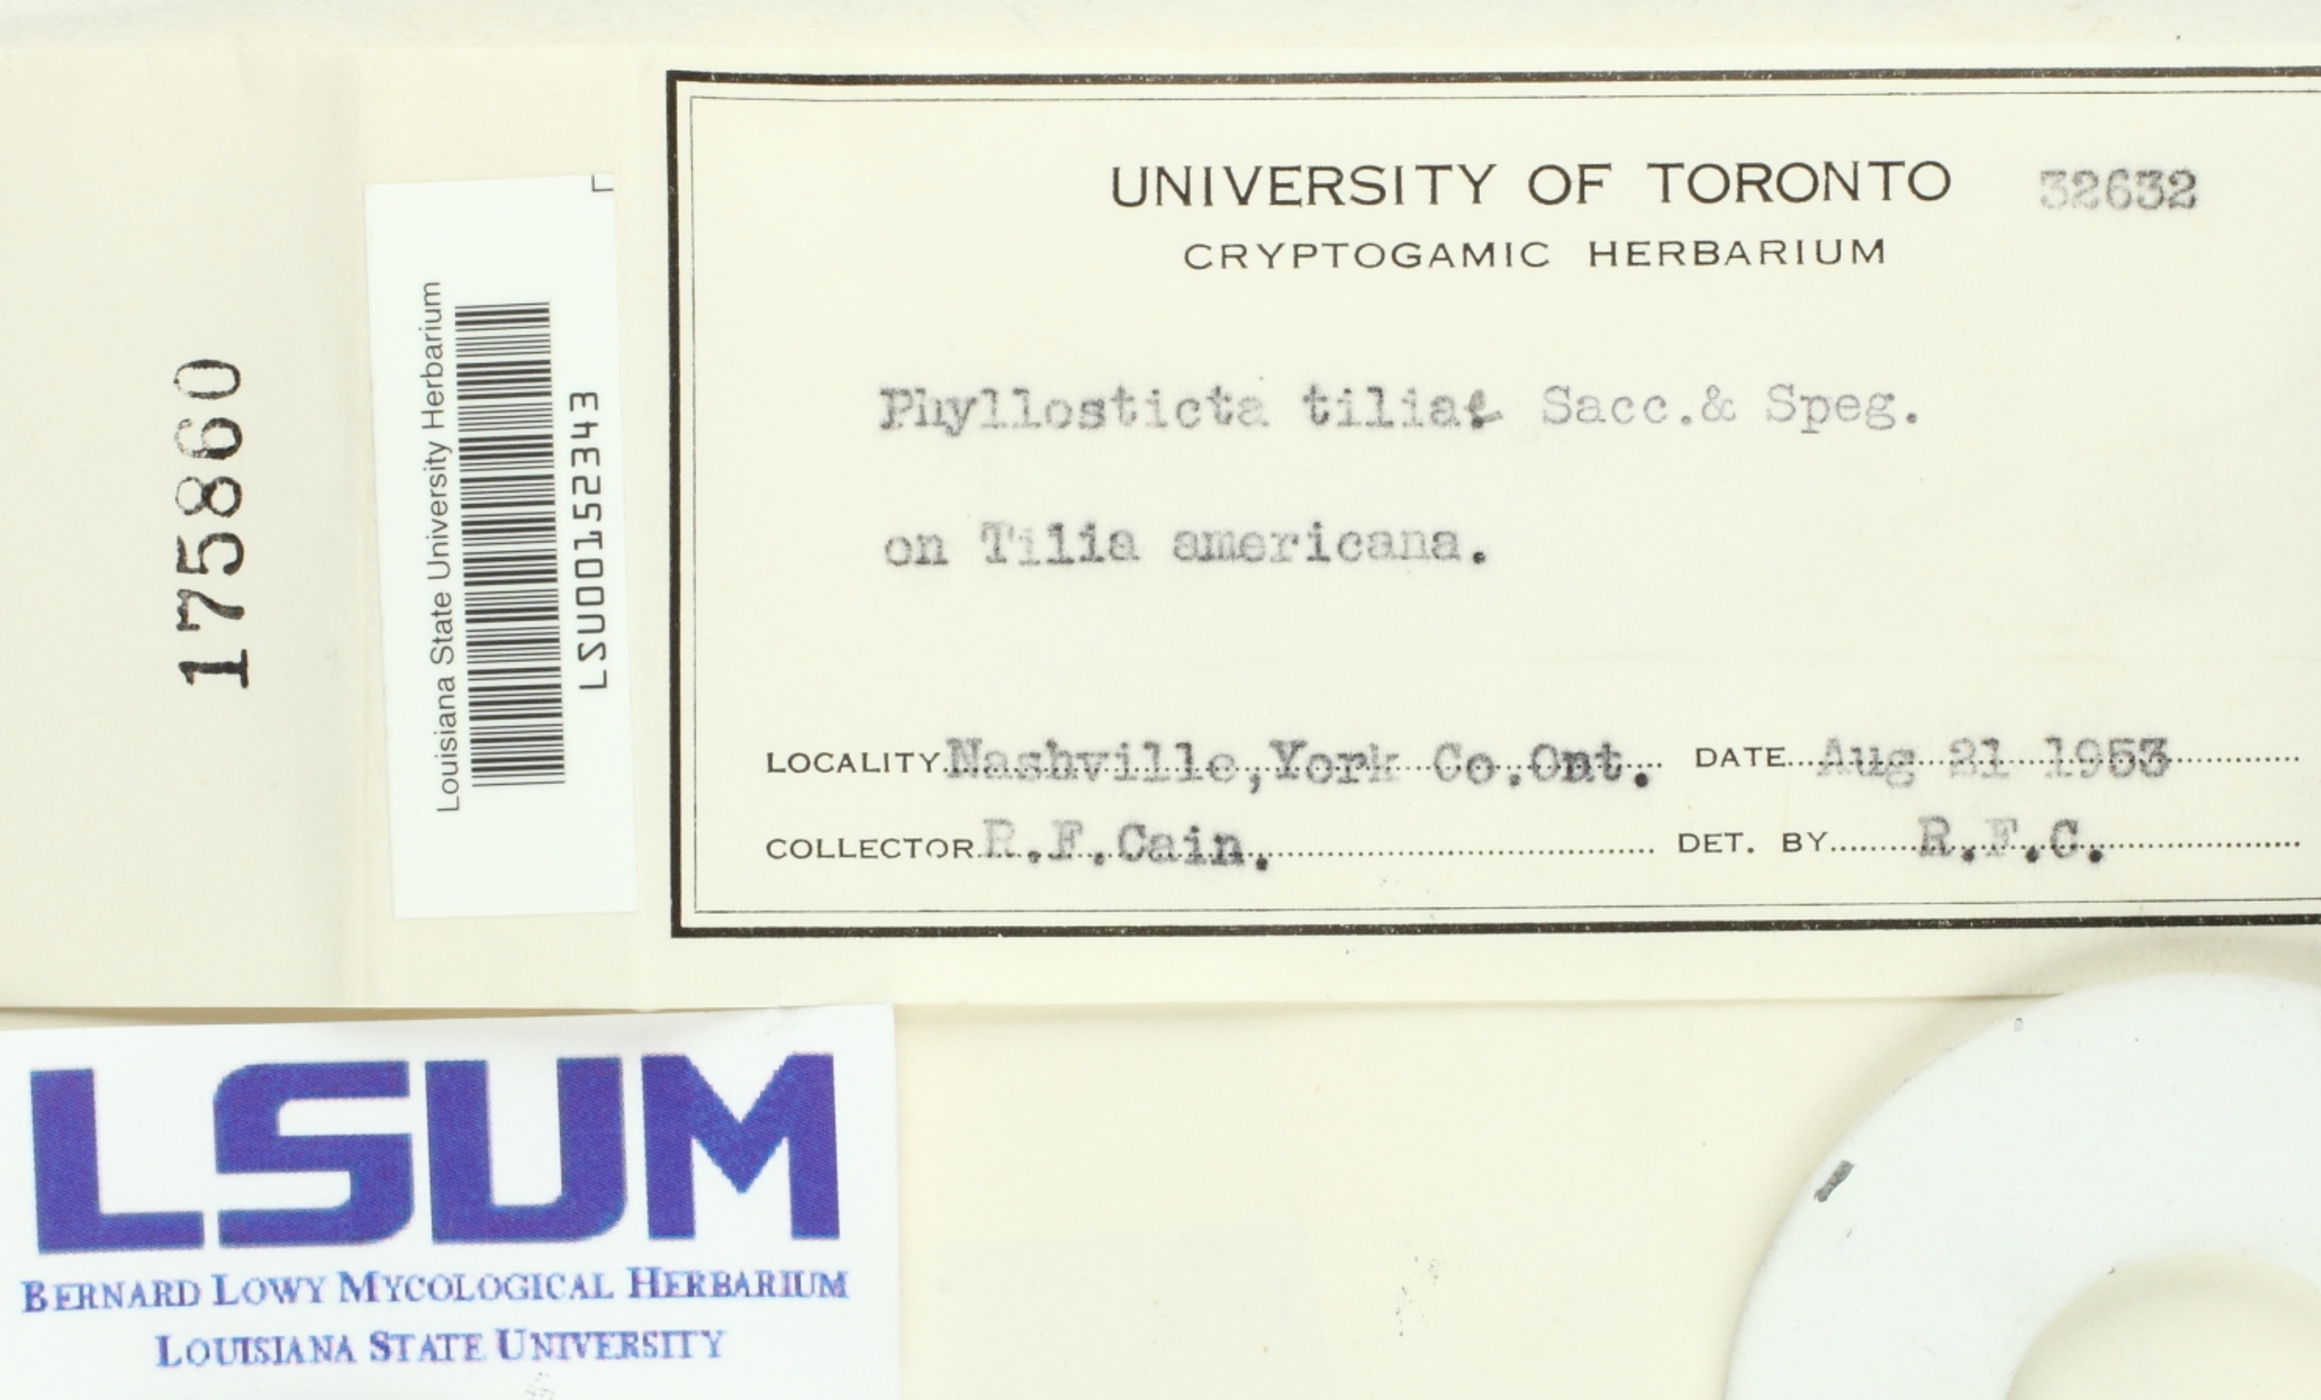 UNIVERSITY OF TORONTO 32632
CRYPTOGAMIC HERBARIUM
Phyllosticta tiliae Sacc.& Speg.
on Tilia americana.
LOCALITY Nashville,York Co.Ont. DATE Aug 21 1953
COLLECTOR R.F.Cain. DET. BY R.F.C.
175860
Louisiana State University Herbarium
LSU00152343
LSUM
BERNARD LOWY MYCOLOGICAL HERBARIUM
LOUISIANA STATE UNIVERSITY